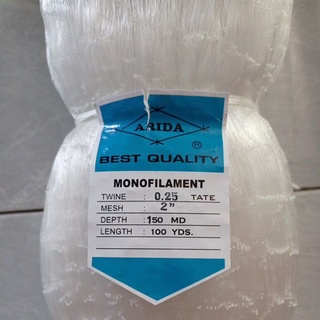 ARIDA
®
BEST QUALITY
MONOFILAMENT
TWINE : 0.25 TATE
MESH : 2"
DEPTH : 150 MD
LENGTH : 100 YDS.